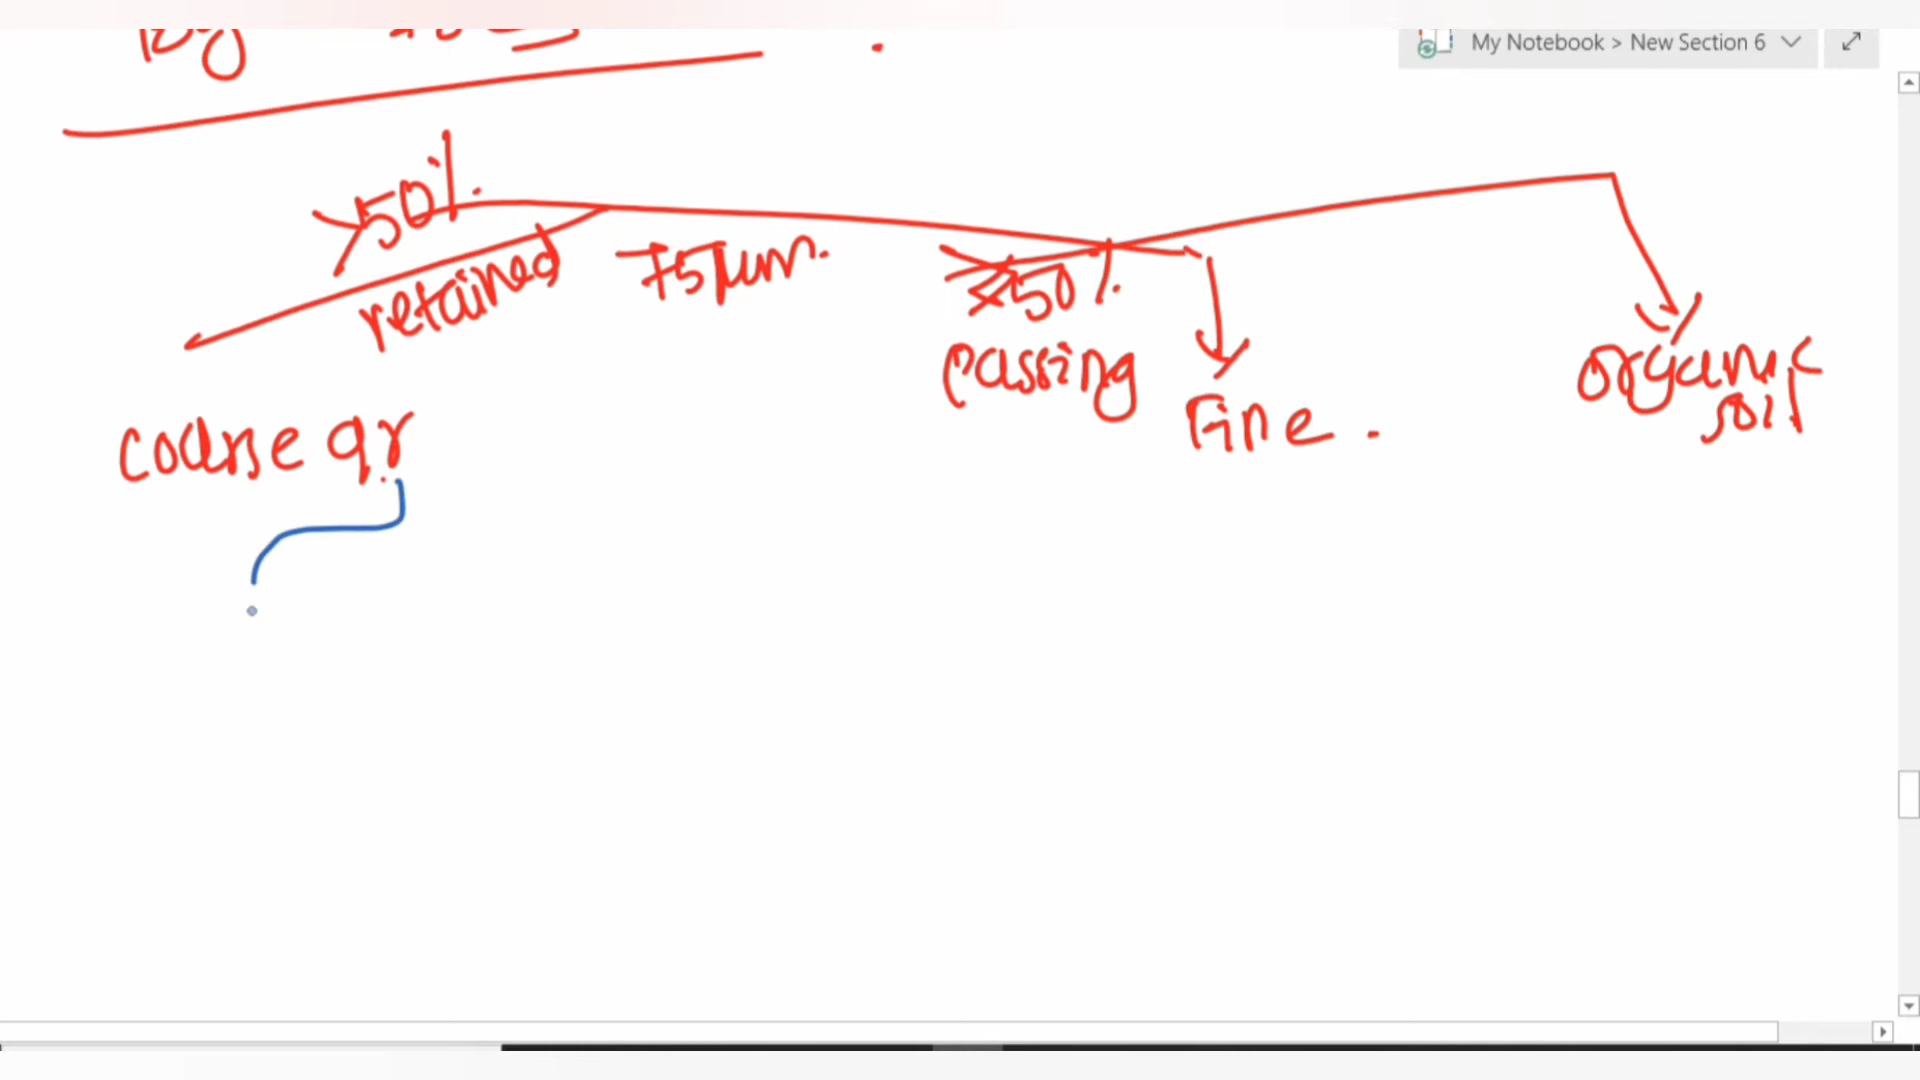 My Notebook > New Section 6
>50%
retained
75μm.
>50%
passing
coarse gr
Fine.
organic
soil